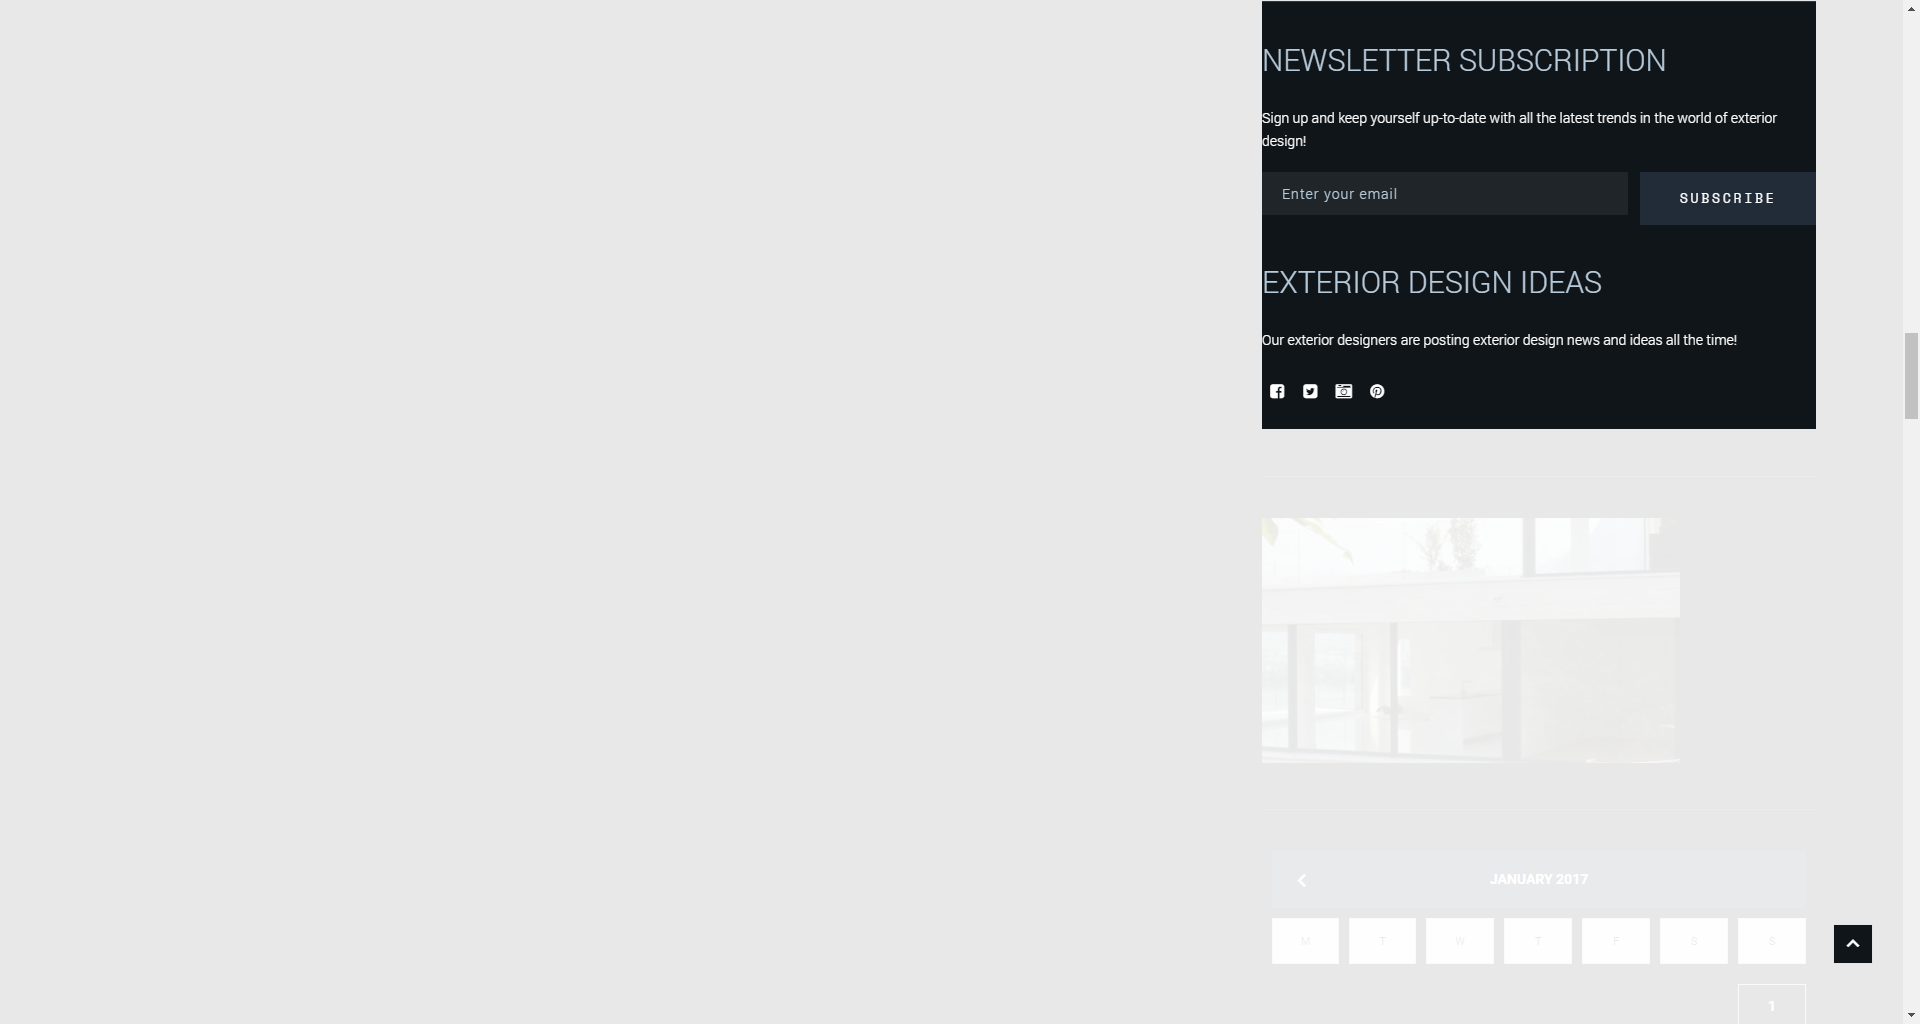 NEWSLETTER SUBSCRIPTION
Sign up and keep yourself up-to-date with all the latest trends in the world of exterior
design!
Enter your email
SUBSCRIBE
EXTERIOR DESIGN IDEAS
Our exterior designers are posting exterior design news and ideas all the time!
JANUARY 2017
M T W T F S S
1